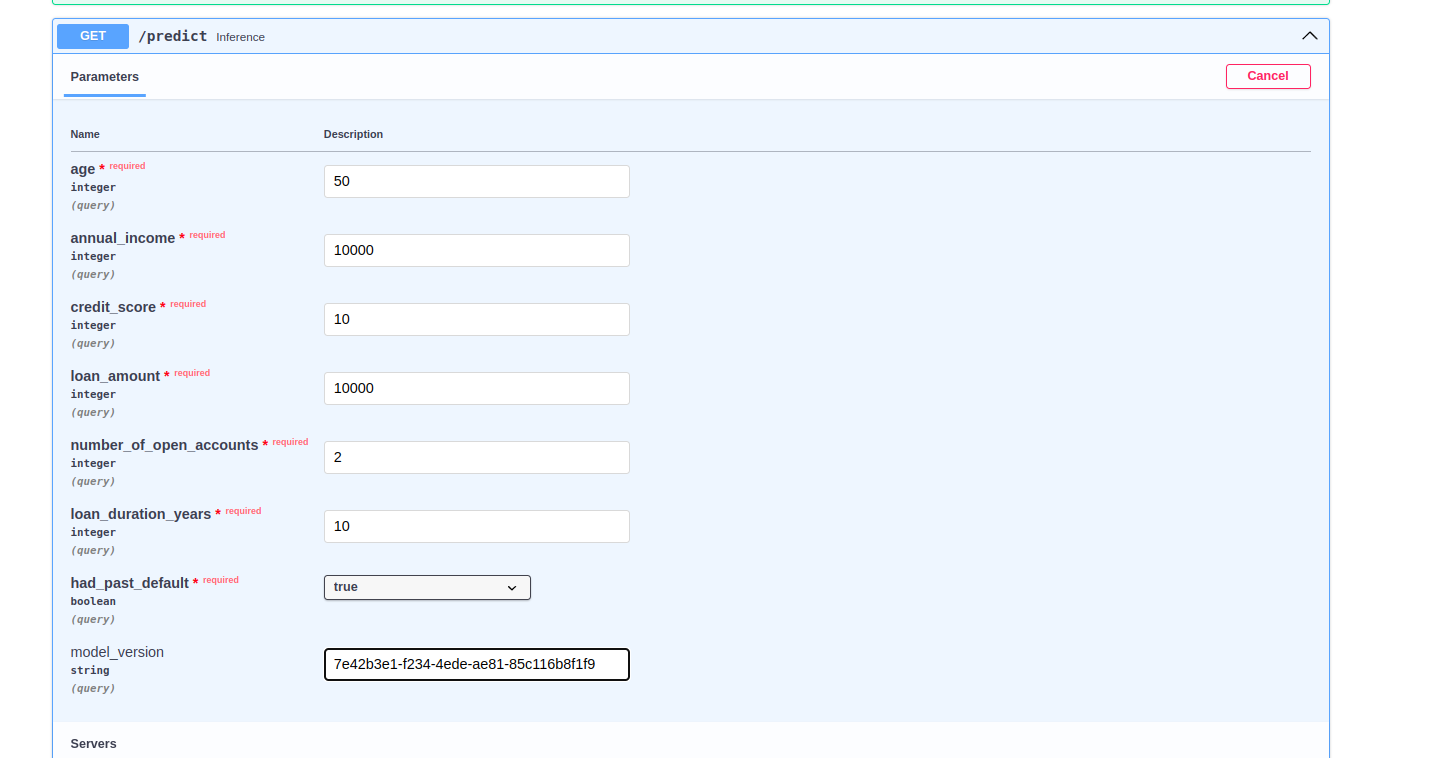 GET /predict Inference
Parameters
Cancel
Name Description
age * required
integer
(query)
50
annual_income * required
integer
(query)
10000
credit_score * required
integer
(query)
10
loan_amount * required
integer
(query)
10000
number_of_open_accounts * required
integer
(query)
2
loan_duration_years * required
integer
(query)
10
had_past_default * required
boolean
(query)
true
model_version
string
(query)
7e42b3e1-f234-4ede-ae81-85c116b8f1f9
Servers